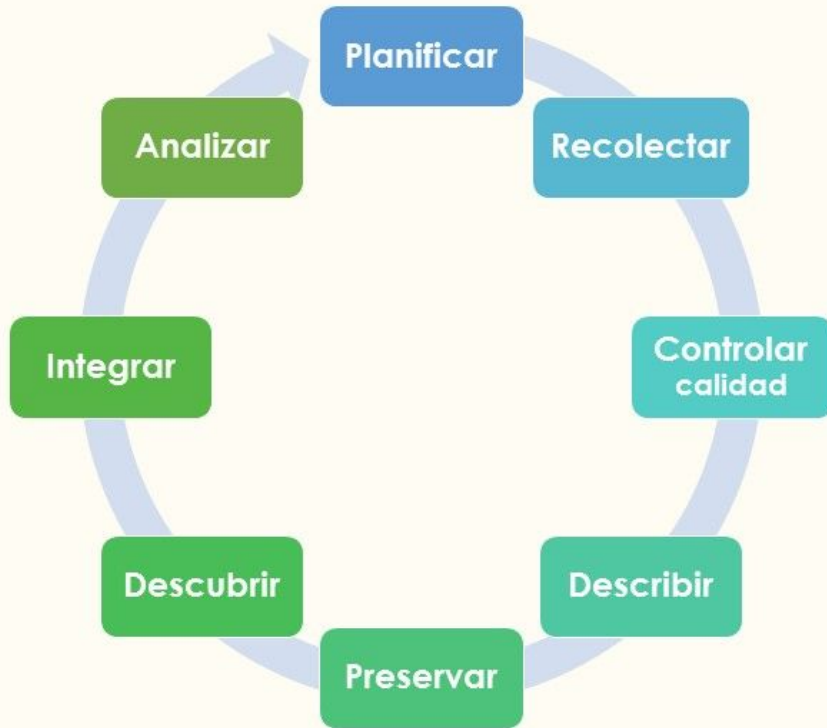 Planificar
Recolectar
Controlar
calidad
Describir
Preservar
Descubrir
Integrar
Analizar